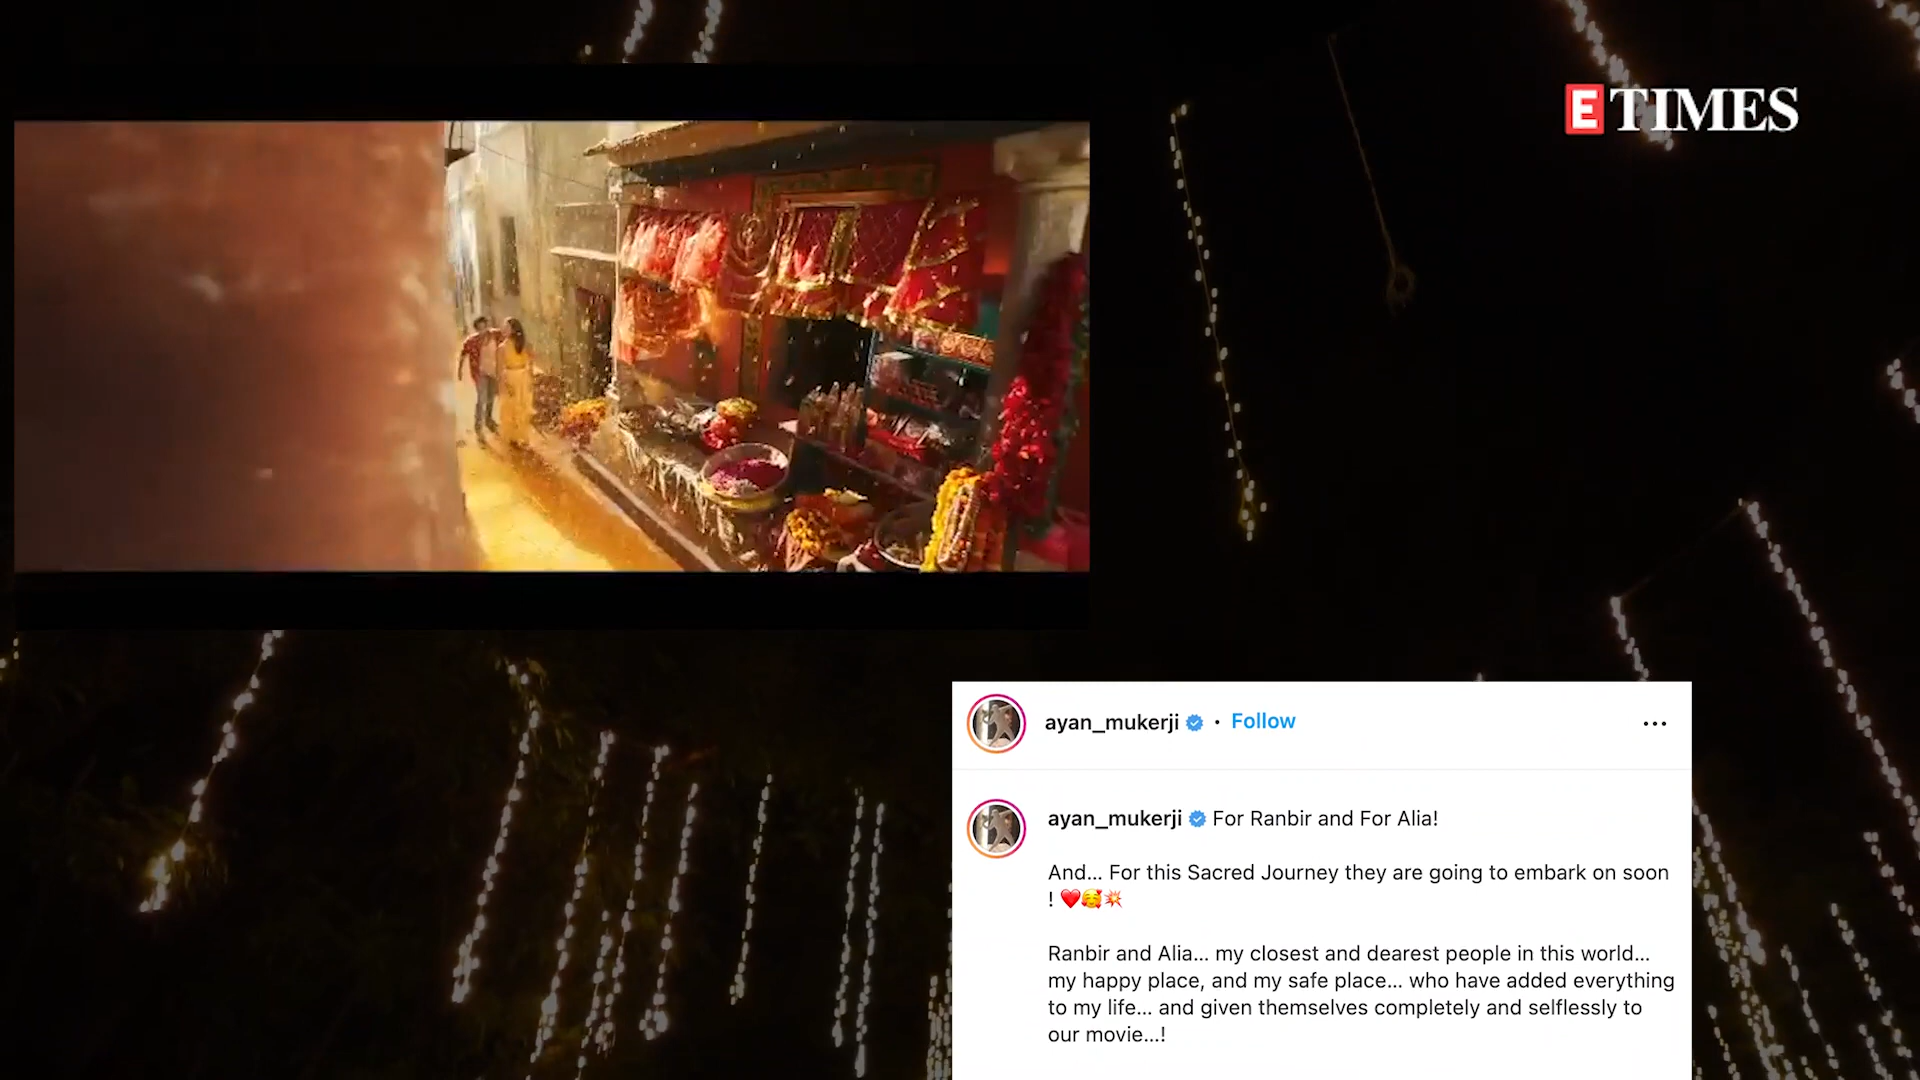 E TIMES
ayan_mukerji • Follow
ayan_mukerji For Ranbir and For Alia!
And... For this Sacred Journey they are going to embark on soon
! ❤️🥰💥
Ranbir and Alia... my closest and dearest people in this world...
my happy place, and my safe place... who have added everything
to my life... and given themselves completely and selflessly to
our movie...!